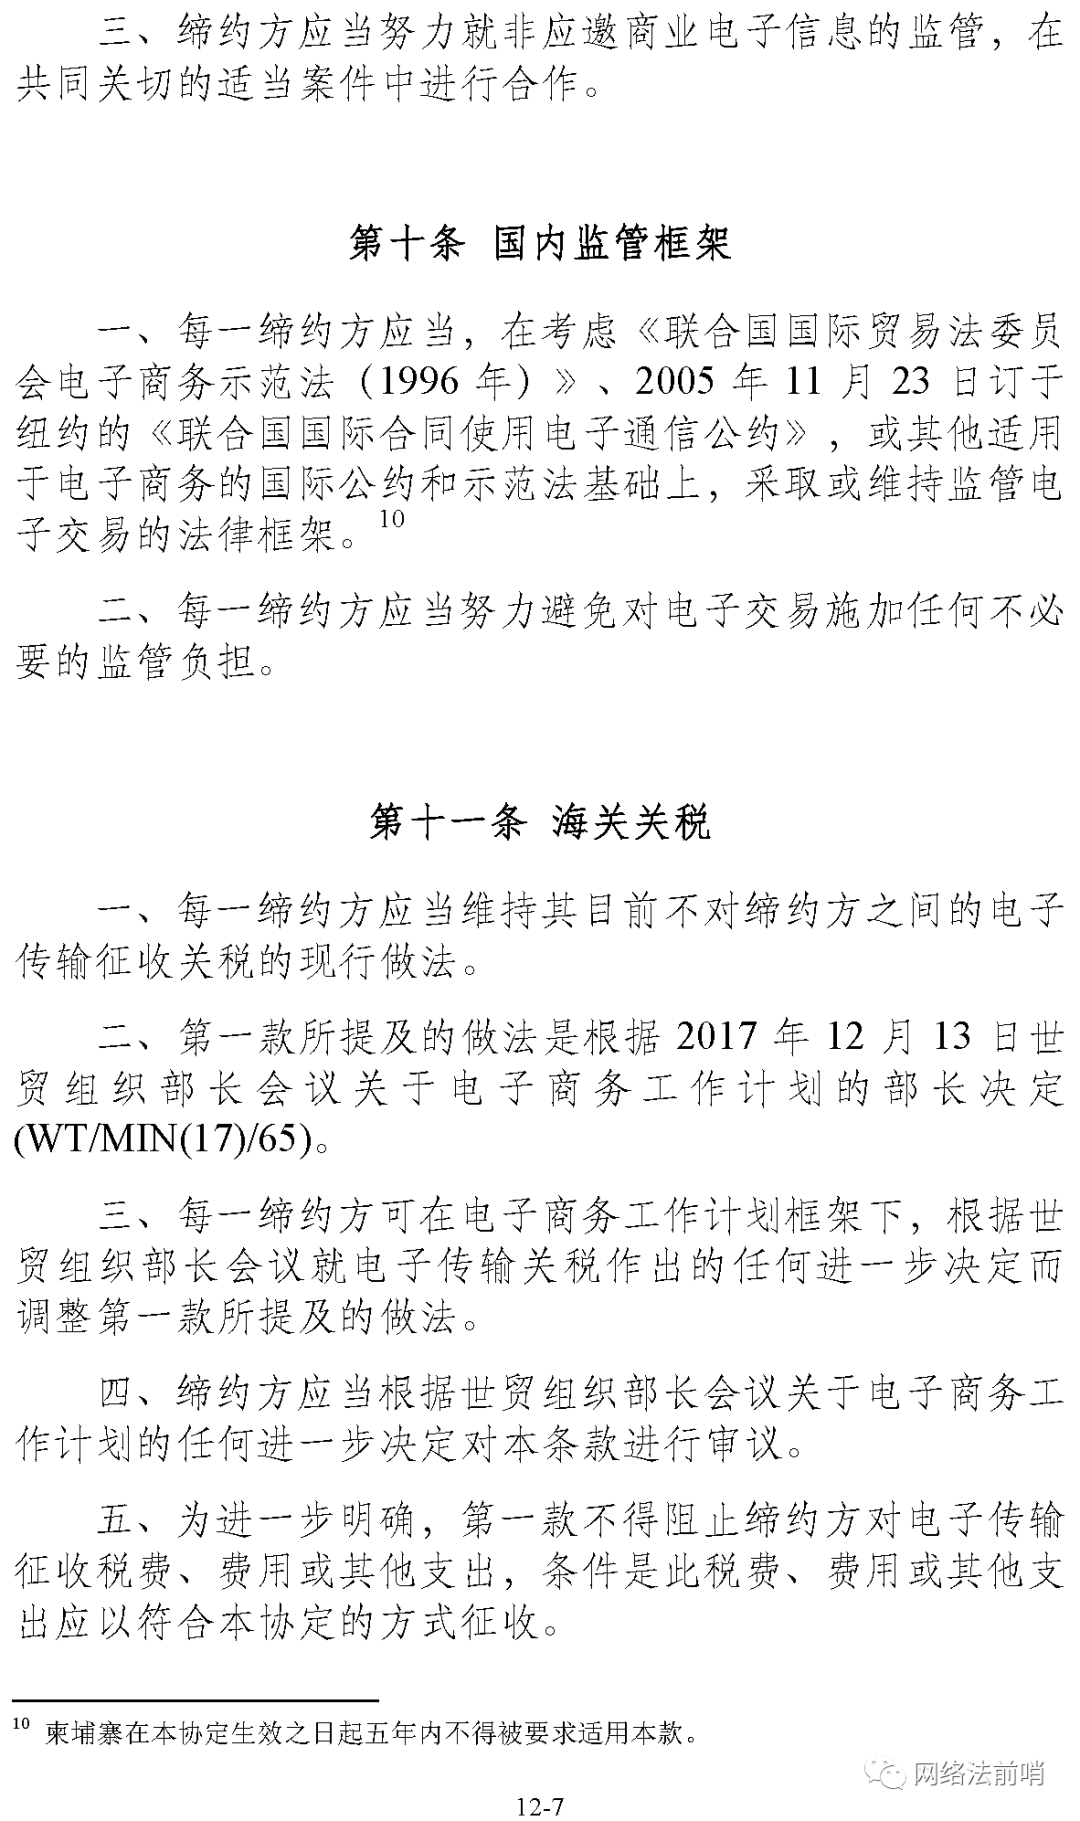 三、缔约方应当努力就非应邀商业电子信息的监管，在
共同关切的适当案件中进行合作。
第十条 国内监管框架
一、每一缔约方应当，在考虑《联合国国际贸易法委员
会电子商务示范法（1996 年）》、2005 年 11 月 23 日订于
纽约的《联合国国际合同使用电子通信公约》，或其他适用
于电子商务的国际公约和示范法基础上，采取或维持监管电
子交易的法律框架。10
二、每一缔约方应当努力避免对电子交易施加任何不必
要的监管负担。
第十一条 海关关税
一、每一缔约方应当维持其目前不对缔约方之间的电子
传输征收关税的现行做法。
二、第一款所提及的做法是根据 2017 年 12 月 13 日世
贸组织部长会议关于电子商务工作计划的部长决定
(WT/MIN(17)/65)。
三、每一缔约方可在电子商务工作计划框架下，根据世
贸组织部长会议就电子传输关税作出的任何进一步决定而
调整第一款所提及的做法。
四、缔约方应当根据世贸组织部长会议关于电子商务工
作计划的任何进一步决定对本条款进行审议。
五、为进一步明确，第一款不得阻止缔约方对电子传输
征收税费、费用或其他支出，条件是此税费、费用或其他支
出应以符合本协定的方式征收。
10 柬埔寨在本协定生效之日起五年内不得被要求适用本款。
网络法前哨
12-7